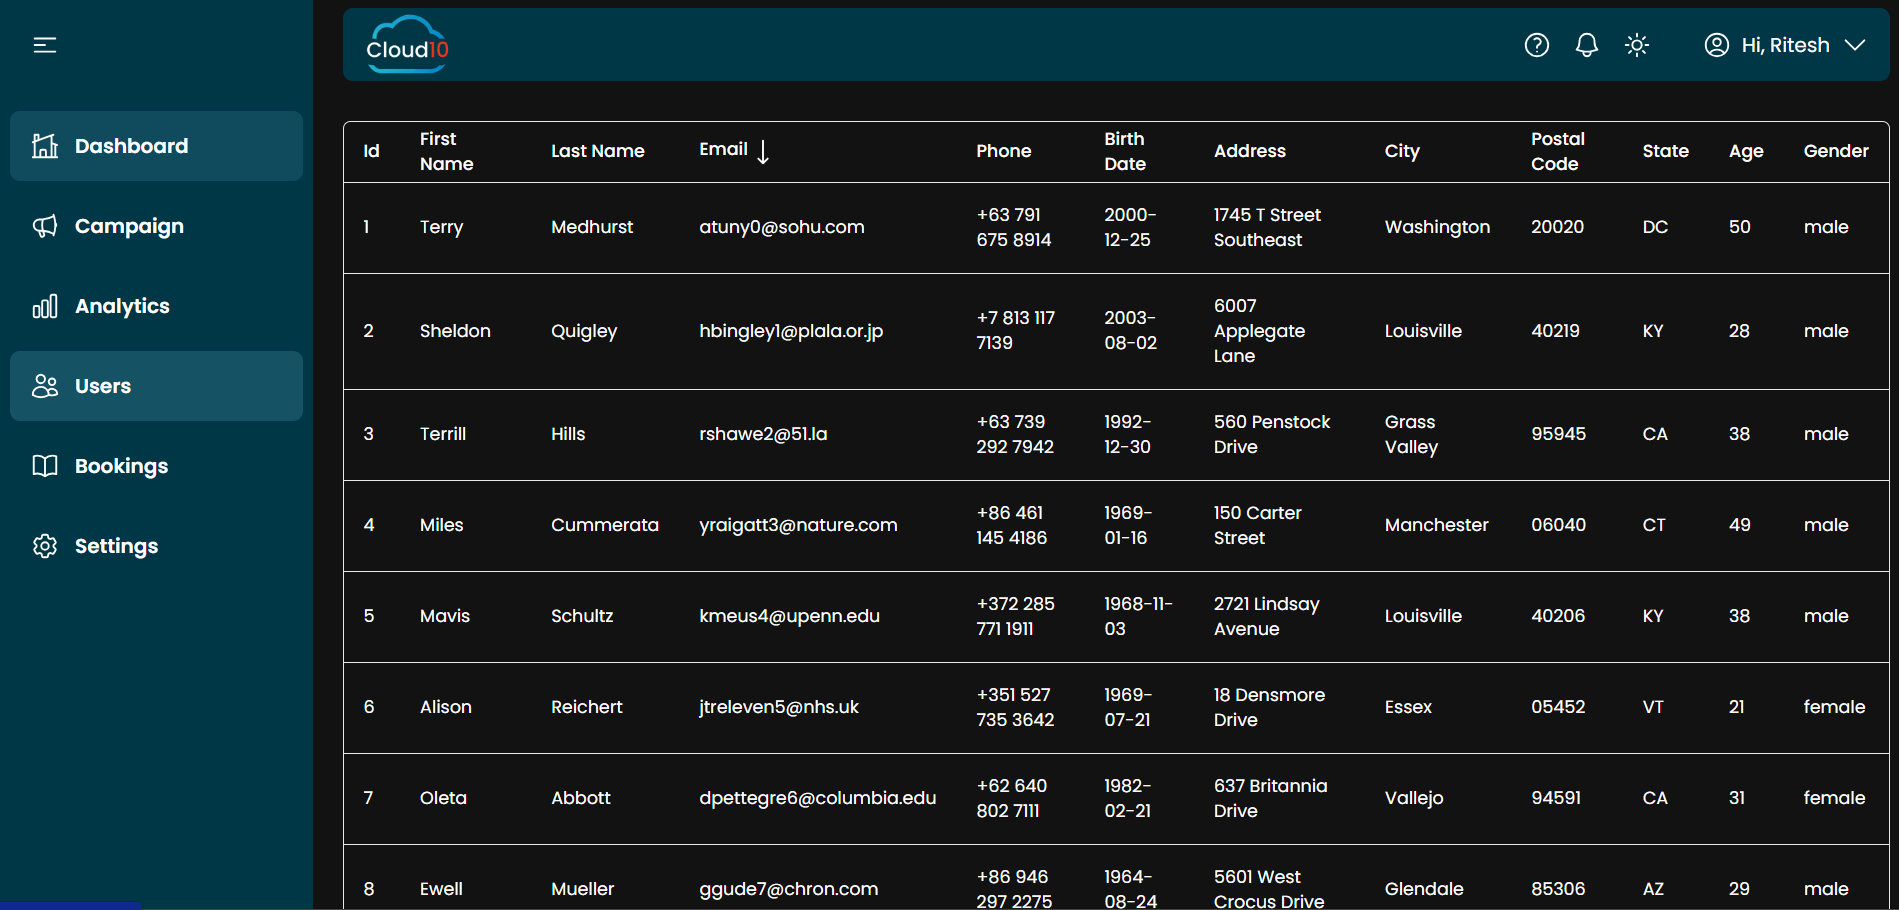 Cloud10
Hi, Ritesh
Dashboard
Campaign
Analytics
Users
Bookings
Settings
Id First Name Last Name Email ↓ Phone Birth Date Address City Postal Code State Age Gender
1 Terry Medhurst atuny0@sohu.com +63 791 675 8914 2000-12-25 1745 T Street Southeast Washington 20020 DC 50 male
2 Sheldon Quigley hbingley1@plala.or.jp +7 813 117 7139 2003-08-02 6007 Applegate Lane Louisville 40219 KY 28 male
3 Terrill Hills rshawe2@51.la +63 739 292 7942 1992-12-30 560 Penstock Drive Grass Valley 95945 CA 38 male
4 Miles Cummerata yraigatt3@nature.com +86 461 145 4186 1969-01-16 150 Carter Street Manchester 06040 CT 49 male
5 Mavis Schultz kmeus4@upenn.edu +372 285 771 1911 1968-11-03 2721 Lindsay Avenue Louisville 40206 KY 38 male
6 Alison Reichert jtreleven5@nhs.uk +351 527 735 3642 1969-07-21 18 Densmore Drive Essex 05452 VT 21 female
7 Oleta Abbott dpettegre6@columbia.edu +62 640 802 7111 1982-02-21 637 Britannia Drive Vallejo 94591 CA 31 female
8 Ewell Mueller ggude7@chron.com +86 946 297 2275 1964-08-24 5601 West Crocus Drive Glendale 85306 AZ 29 male